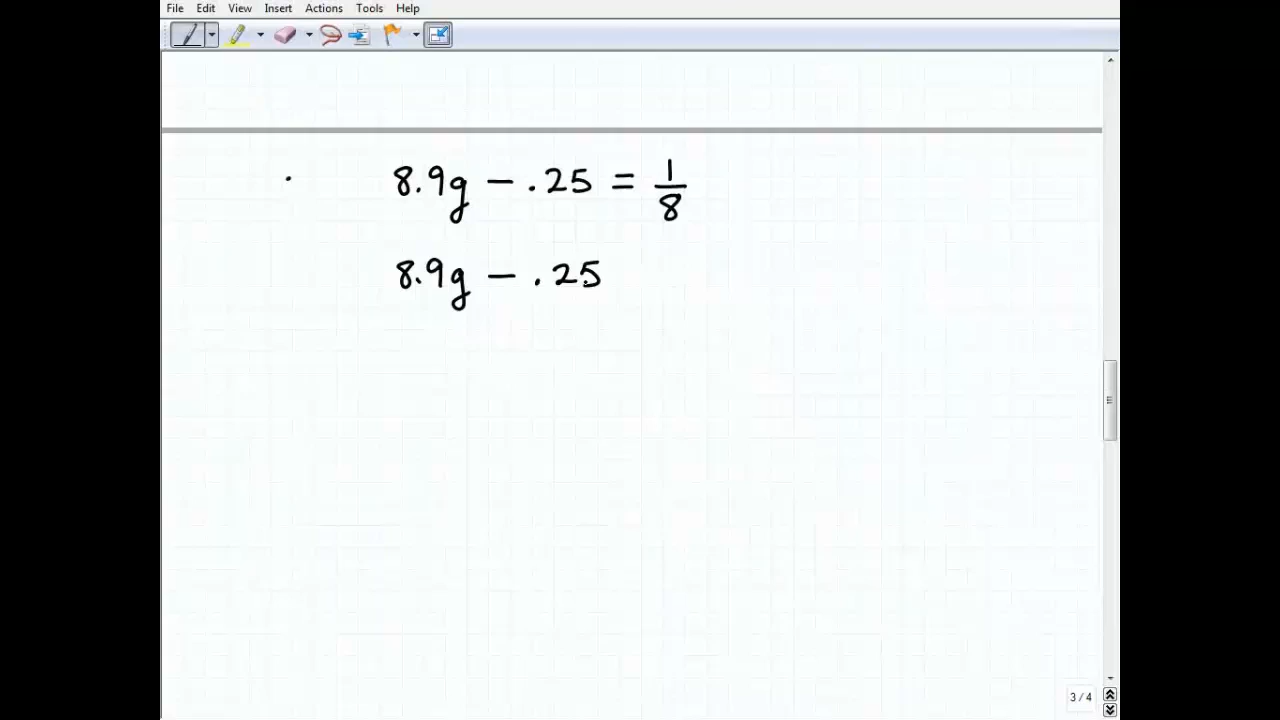 File Edit View Insert Actions Tools Help
8.9g - .25 = 1/8
8.9g - .25
3 / 4